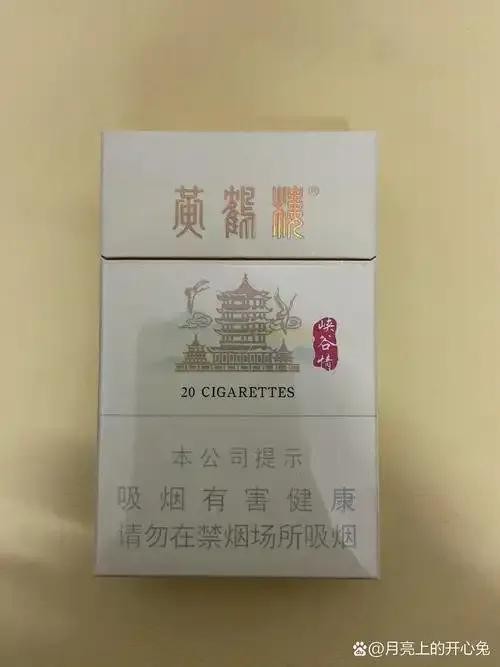 黄鹤楼®
峡谷情
20 CIGARETTES
本公司提示
吸烟有害健康
请勿在禁烟场所吸烟
@月亮上的开心兔